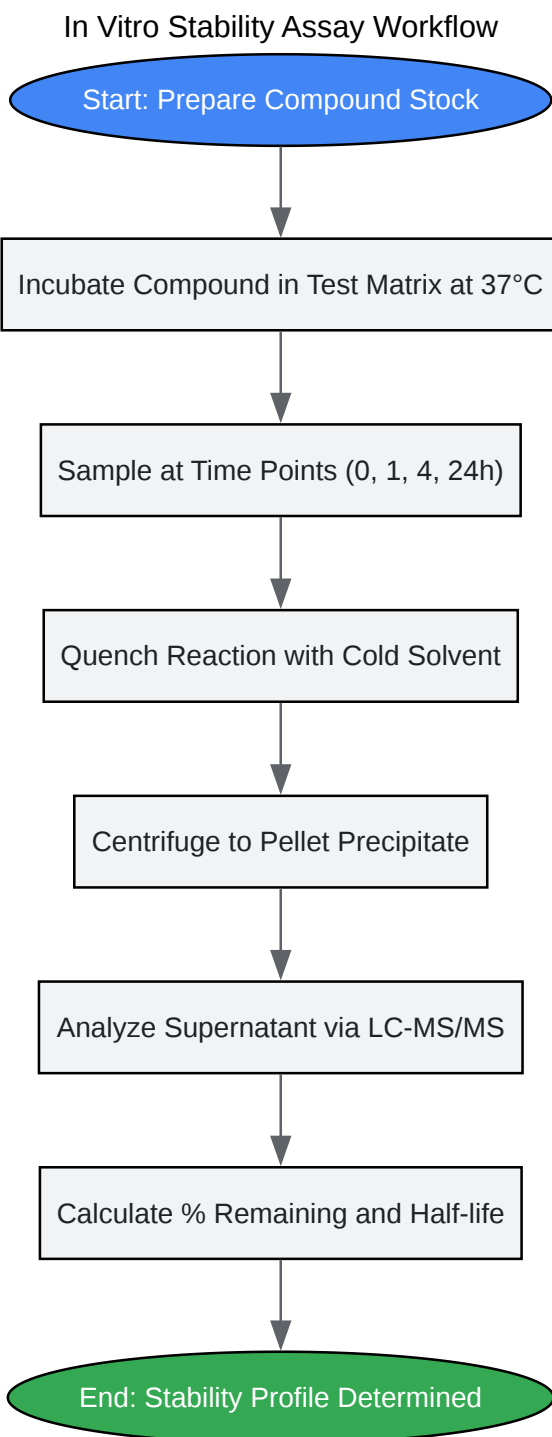 In Vitro Stability Assay Workflow
Start: Prepare Compound Stock
Incubate Compound in Test Matrix at 37°C
Sample at Time Points (0, 1, 4, 24h)
Quench Reaction with Cold Solvent
Centrifuge to Pellet Precipitate
Analyze Supernatant via LC-MS/MS
Calculate % Remaining and Half-life
End: Stability Profile Determined